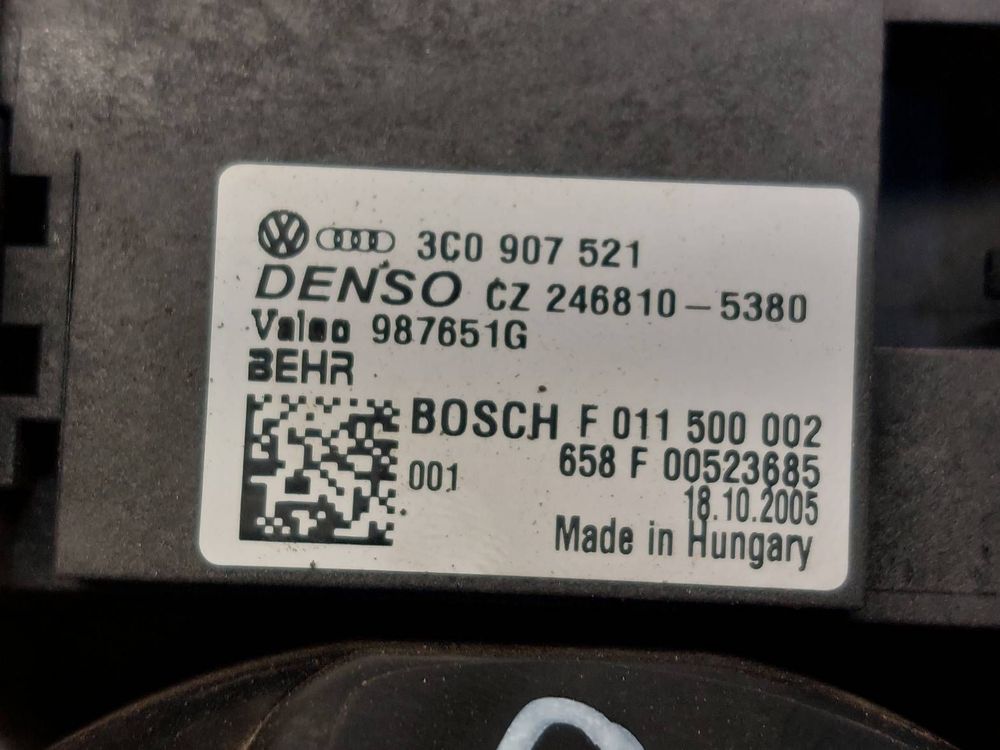 3C0 907 521
DENSO CZ 246810-5380
Valeo 987651G
BEHR
BOSCH F 011 500 002
001 658 F 00523685
18.10.2005
Made in Hungary